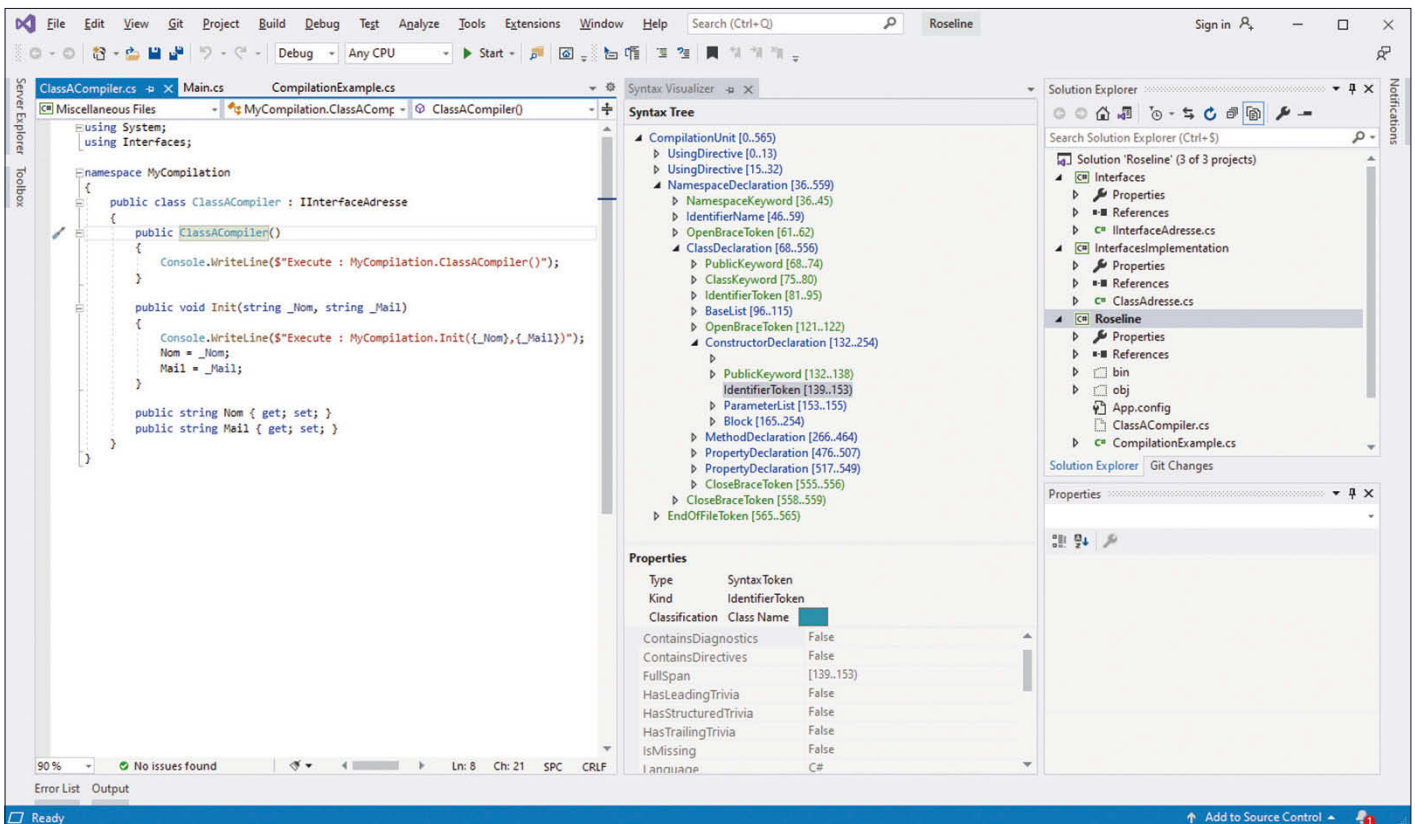 File Edit View Git Project Build Debug Test Analyze Tools Extensions Window Help Search (Ctrl+Q) Roseline Sign in
Debug Any CPU Start
Server Explorer
Toolbox
ClassACompiler.cs Main.cs CompilationExample.cs
Miscellaneous Files MyCompilation.ClassAComp ClassACompiler()
using System;
using Interfaces;
namespace MyCompilation
{
public class ClassACompiler : IInterfaceAdresse
{
public ClassACompiler()
{
Console.WriteLine($"Execute : MyCompilation.ClassACompiler()");
}
public void Init(string _Nom, string _Mail)
{
Console.WriteLine($"Execute : MyCompilation.Init({_Nom},{_Mail})");
Nom = _Nom;
Mail = _Mail;
}
public string Nom { get; set; }
public string Mail { get; set; }
}
}
90 % No issues found Ln: 8 Ch: 21 SPC CRLF
Syntax Visualizer
Syntax Tree
CompilationUnit [0..565)
UsingDirective [0..13)
UsingDirective [15..32)
NamespaceDeclaration [36..559)
NamespaceKeyword [36..45)
IdentifierName [46..59)
OpenBraceToken [61..62)
ClassDeclaration [68..556)
PublicKeyword [68..74)
ClassKeyword [75..80)
IdentifierToken [81..95)
BaseList [96..115)
OpenBraceToken [121..122)
ConstructorDeclaration [132..254)
PublicKeyword [132..138)
IdentifierToken [139..153)
ParameterList [153..155)
Block [165..254)
MethodDeclaration [266..464)
PropertyDeclaration [476..507)
PropertyDeclaration [517..549)
CloseBraceToken [555..556)
CloseBraceToken [558..559)
EndOfFileToken [565..565)
Properties
Type SyntaxToken
Kind IdentifierToken
Classification Class Name
ContainsDiagnostics False
ContainsDirectives False
FullSpan [139..153)
HasLeadingTrivia False
HasStructuredTrivia False
HasTrailingTrivia False
IsMissing False
Language C#
Solution Explorer
Search Solution Explorer (Ctrl+$)
Solution 'Roseline' (3 of 3 projects)
Interfaces
Properties
References
IInterfaceAdresse.cs
InterfacesImplementation
Properties
References
ClassAdresse.cs
Roseline
Properties
References
bin
obj
App.config
ClassACompiler.cs
CompilationExample.cs
Solution Explorer Git Changes
Properties
Notifications
Error List Output
Ready Add to Source Control 1